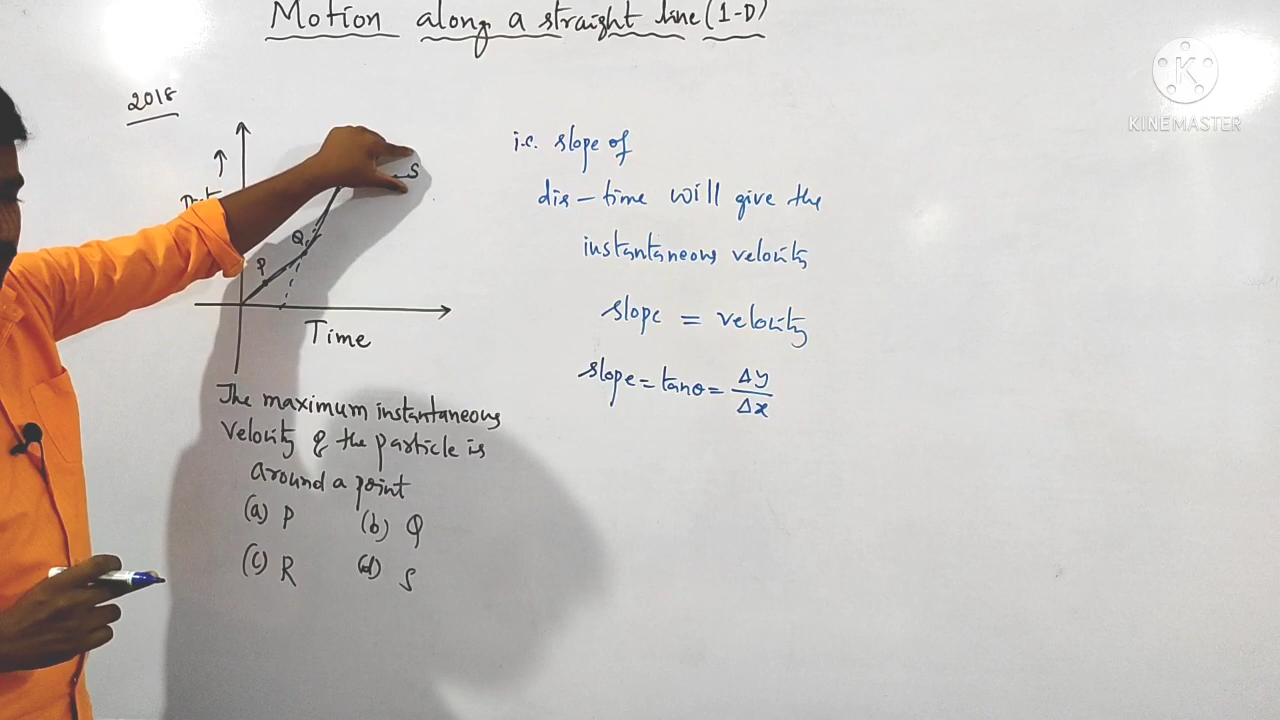 Motion along a straight line (1-D)
2018
S
Q
P
Time
The maximum instantaneous
velocity of the particle is
around a point
(a) P (b) Q
(c) R (d) S
i.e. slope of
dis-time will give the
instantaneous velocity
slope = velocity
slope = tanθ = Δy/Δx
K
KINEMASTER